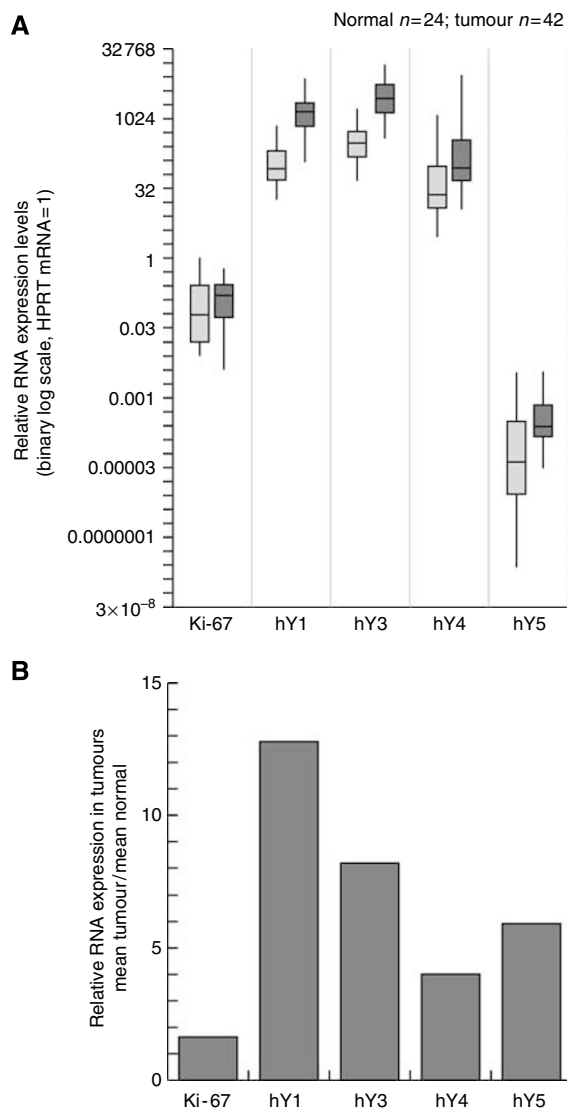 A
Normal n=24; tumour n=42
Relative RNA expression levels
(binary log scale, HPRT mRNA=1)
32 768
1024
32
1
0.03
0.001
0.00003
0.0000001
3×10⁻⁸
Ki-67 hY1 hY3 hY4 hY5
B
Relative RNA expression in tumours
mean tumour/mean normal
15
10
5
0
Ki-67 hY1 hY3 hY4 hY5